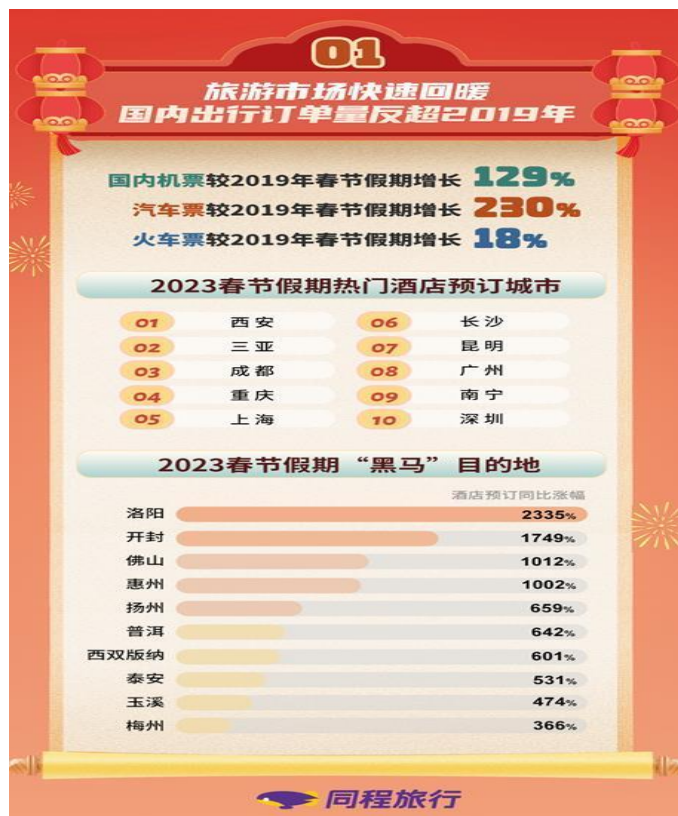 01
旅游市场快速回暖
国内出行订单量反超2019年
国内机票较2019年春节假期增长 129%
汽车票较2019年春节假期增长 230%
火车票较2019年春节假期增长 18%
2023春节假期热门酒店预订城市
01 西安 06 长沙
02 三亚 07 昆明
03 成都 08 广州
04 重庆 09 南宁
05 上海 10 深圳
2023春节假期“黑马”目的地
酒店预订同比涨幅
洛阳 2335%
开封 1749%
佛山 1012%
惠州 1002%
扬州 659%
普洱 642%
西双版纳 601%
泰安 531%
玉溪 474%
梅州 366%
同程旅行